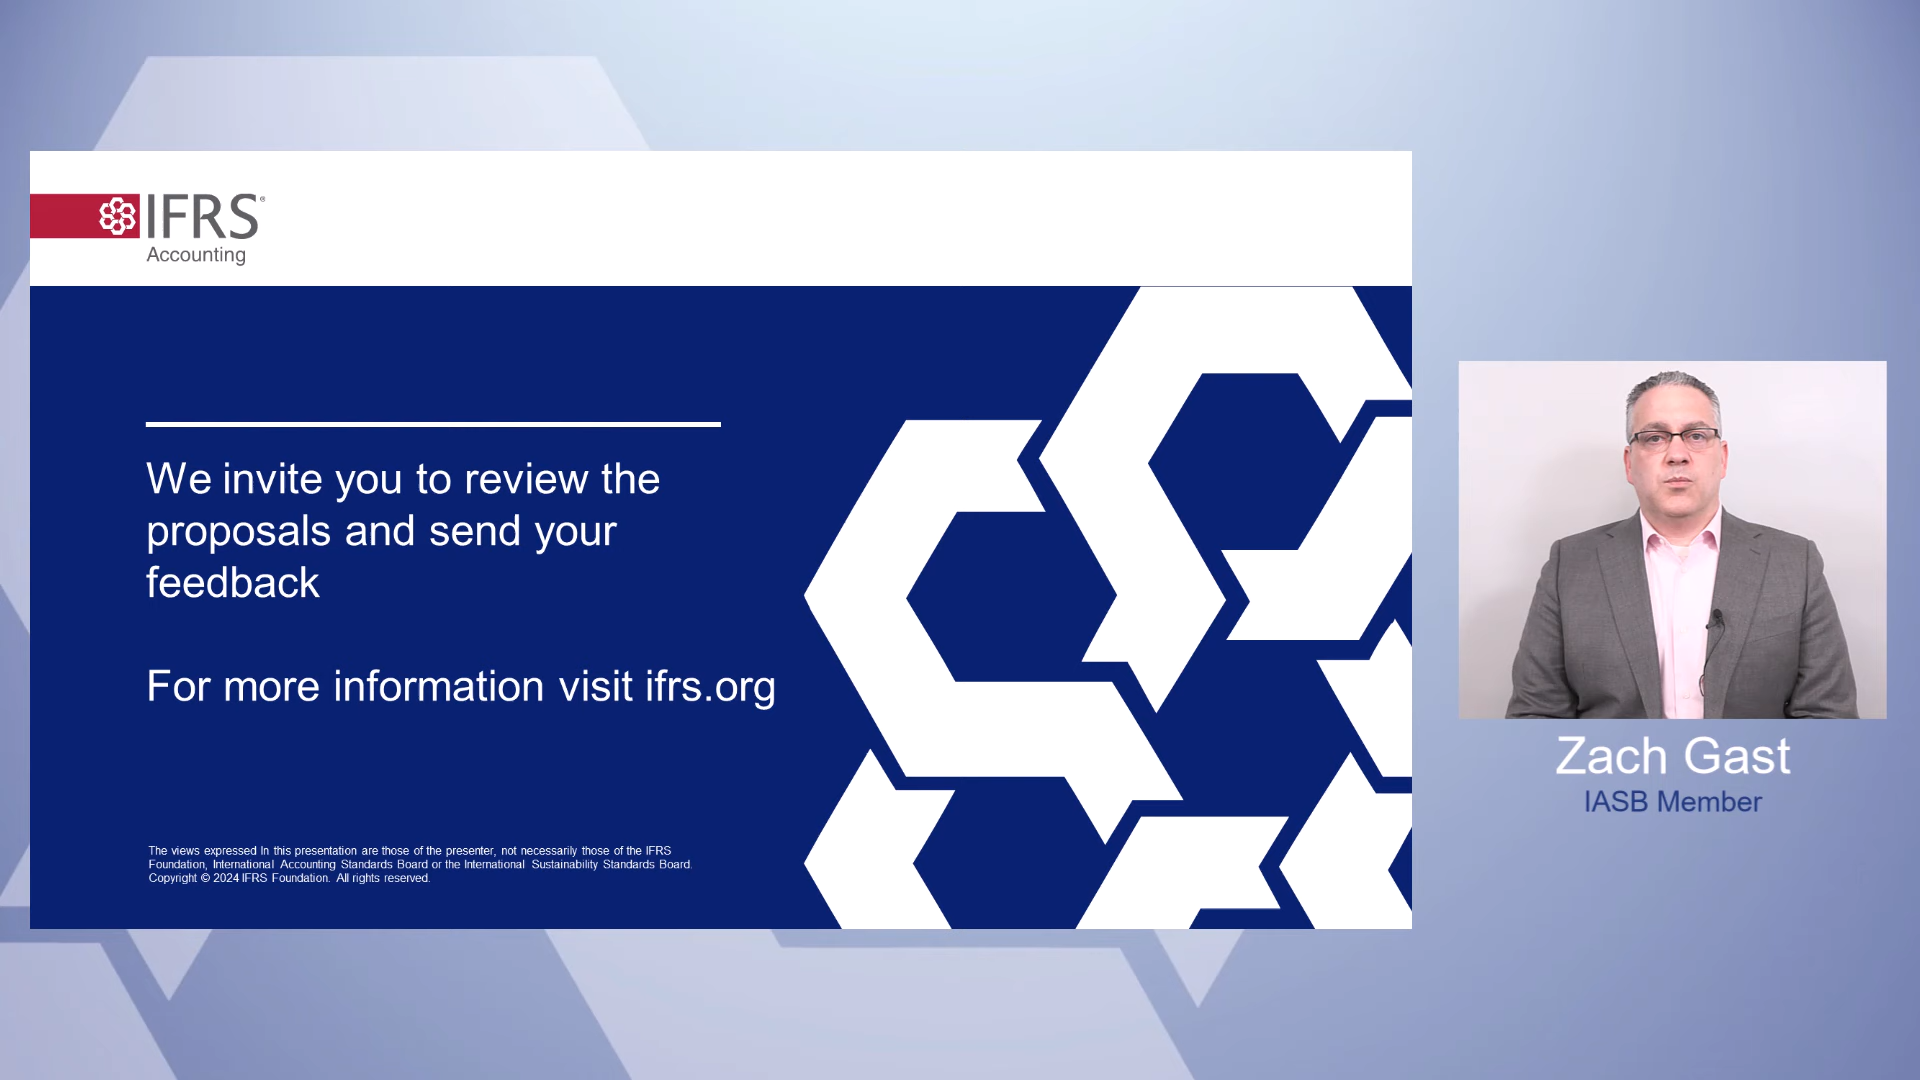 IFRS®
Accounting
We invite you to review the
proposals and send your
feedback
For more information visit ifrs.org
The views expressed in this presentation are those of the presenter, not necessarily those of the IFRS
Foundation, International Accounting Standards Board or the International Sustainability Standards Board.
Copyright © 2024 IFRS Foundation. All rights reserved.
Zach Gast
IASB Member